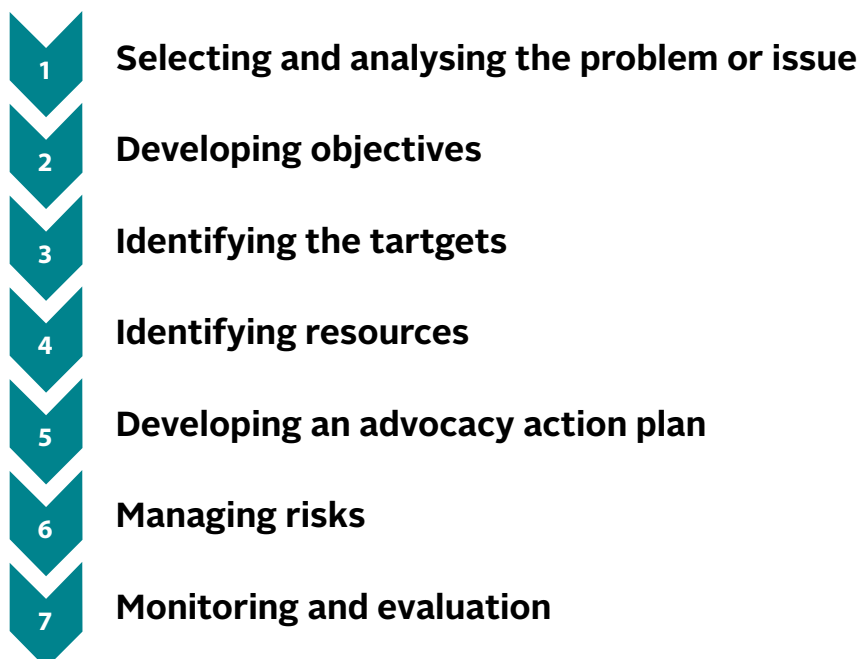 1 Selecting and analysing the problem or issue
2 Developing objectives
3 Identifying the tartgets
4 Identifying resources
5 Developing an advocacy action plan
6 Managing risks
7 Monitoring and evaluation